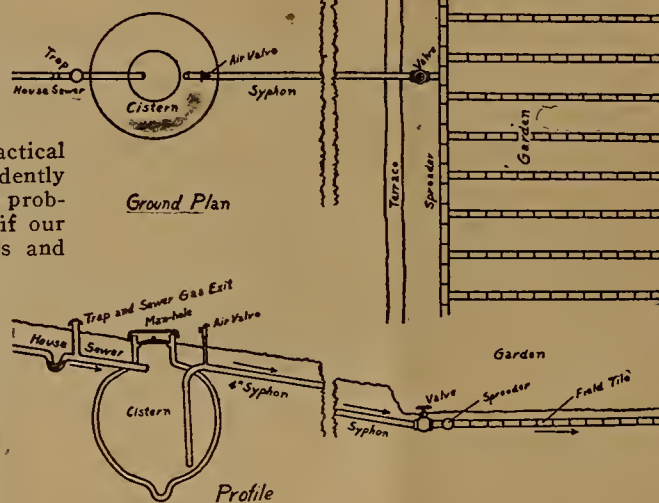 Trap
House Sewer
Cistern
Air Valve
Syphon
Valve
Terrace
Spreader
Garden
Ground Plan
actical
dently
prob-
if our
s and
Trap and Sewer Gas Exit
Man-hole
Air Valve
House Sewer
Cistern
4" Syphon
Garden
Valve
Spreader
Field Tile
Syphon
Profile